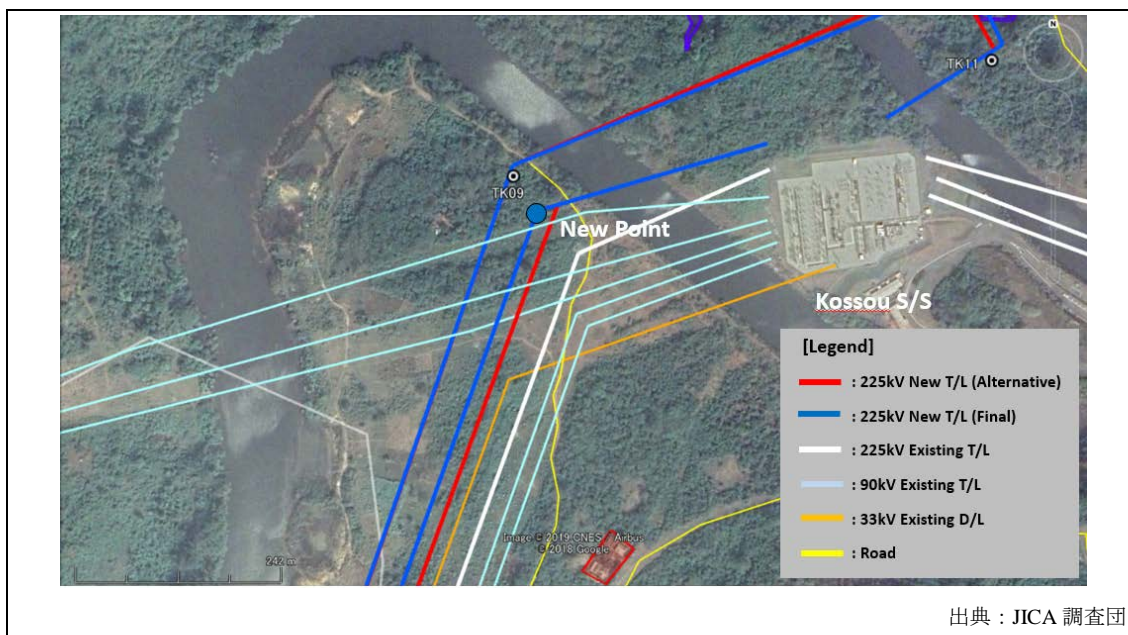 N
TK11
TK09
New Point
Kossou S/S
[Legend]
: 225kV New T/L (Alternative)
: 225kV New T/L (Final)
: 225kV Existing T/L
: 90kV Existing T/L
: 33kV Existing D/L
: Road
Image © 2019 CNES / Airbus
© 2018 Google
242 m
出典：JICA 調査団